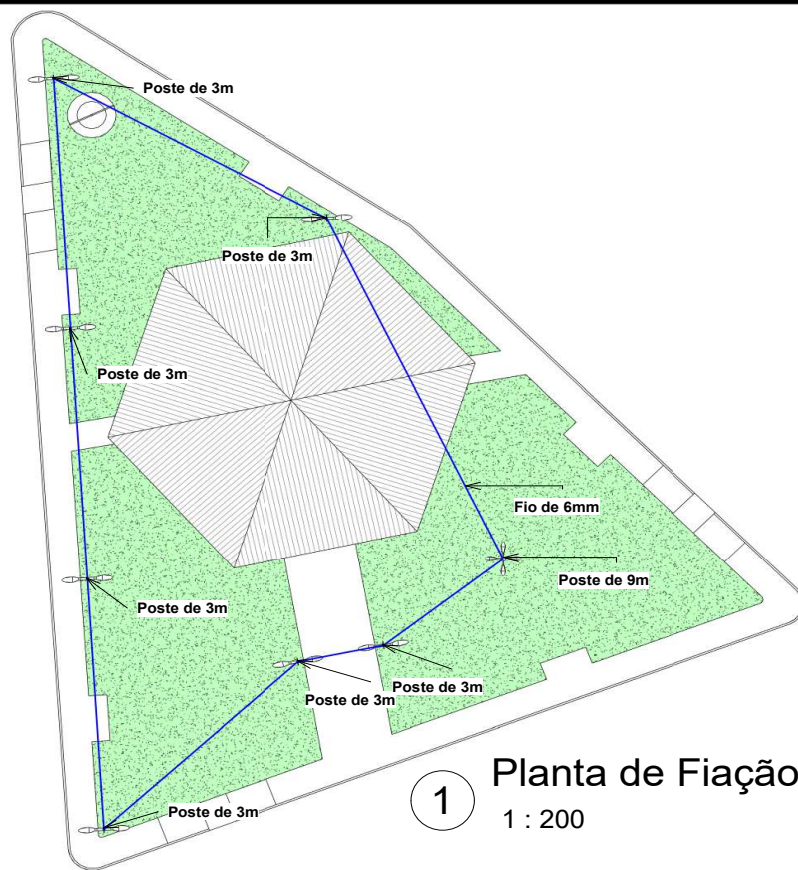 Poste de 3m
Poste de 3m
Poste de 3m
Fio de 6mm
Poste de 9m
Poste de 3m
Poste de 3m
Poste de 3m
Poste de 3m
1
Planta de Fiação
1 : 200